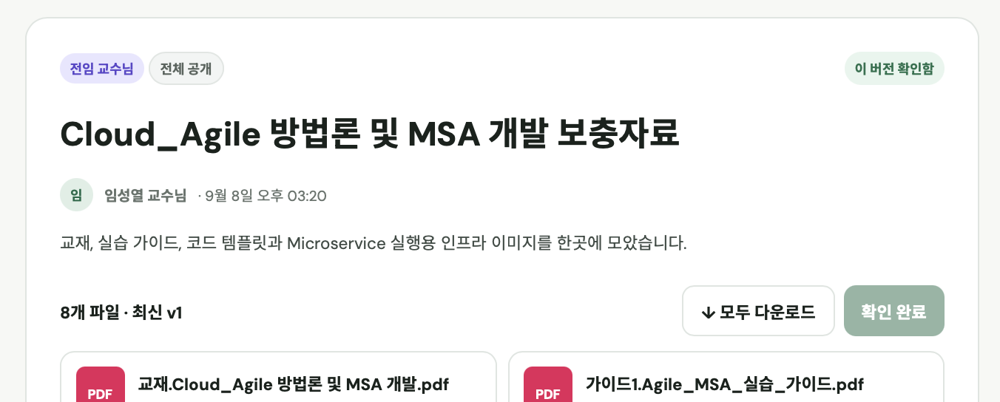 전임 교수님 전체 공개 이 버전 확인함
Cloud_Agile 방법론 및 MSA 개발 보충자료
임 임성열 교수님 · 9월 8일 오후 03:20
교재, 실습 가이드, 코드 템플릿과 Microservice 실행용 인프라 이미지를 한곳에 모았습니다.
8개 파일 · 최신 v1 ↓ 모두 다운로드 확인 완료
PDF 교재.Cloud_Agile 방법론 및 MSA 개발.pdf
PDF 가이드1.Agile_MSA_실습_가이드.pdf